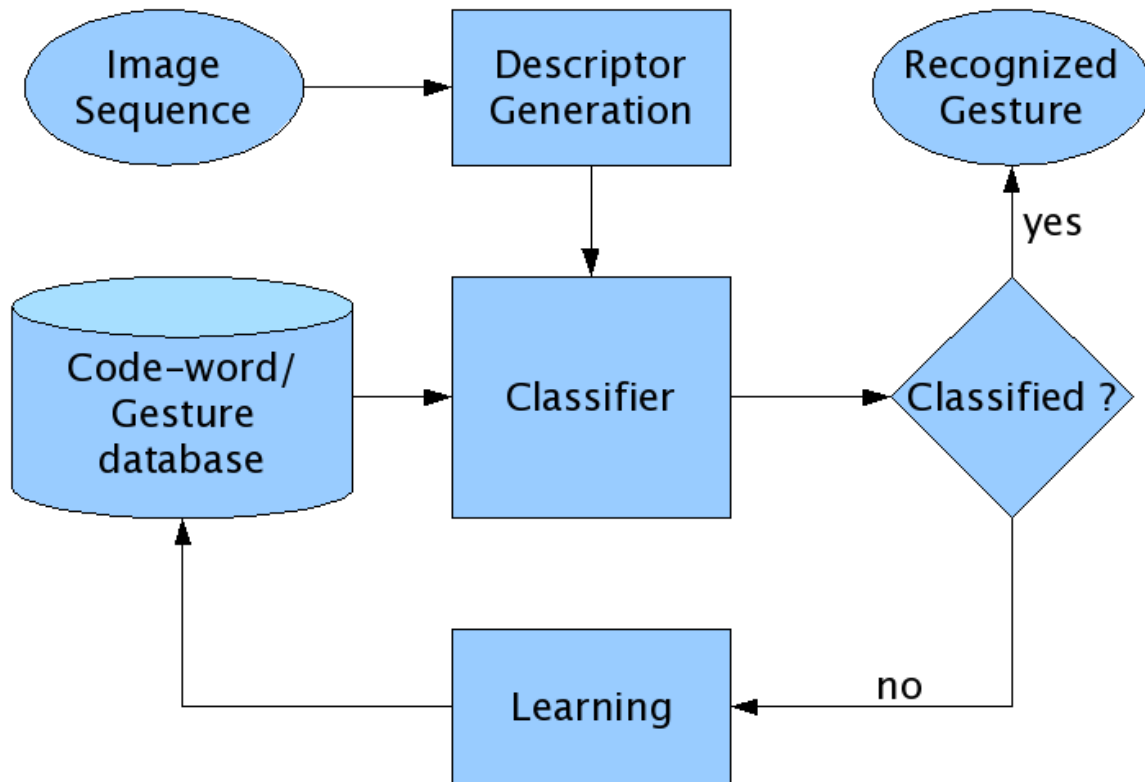 Image
Sequence
Descriptor
Generation
Recognized
Gesture
yes
Code-word/
Gesture
database
Classifier
Classified ?
no
Learning